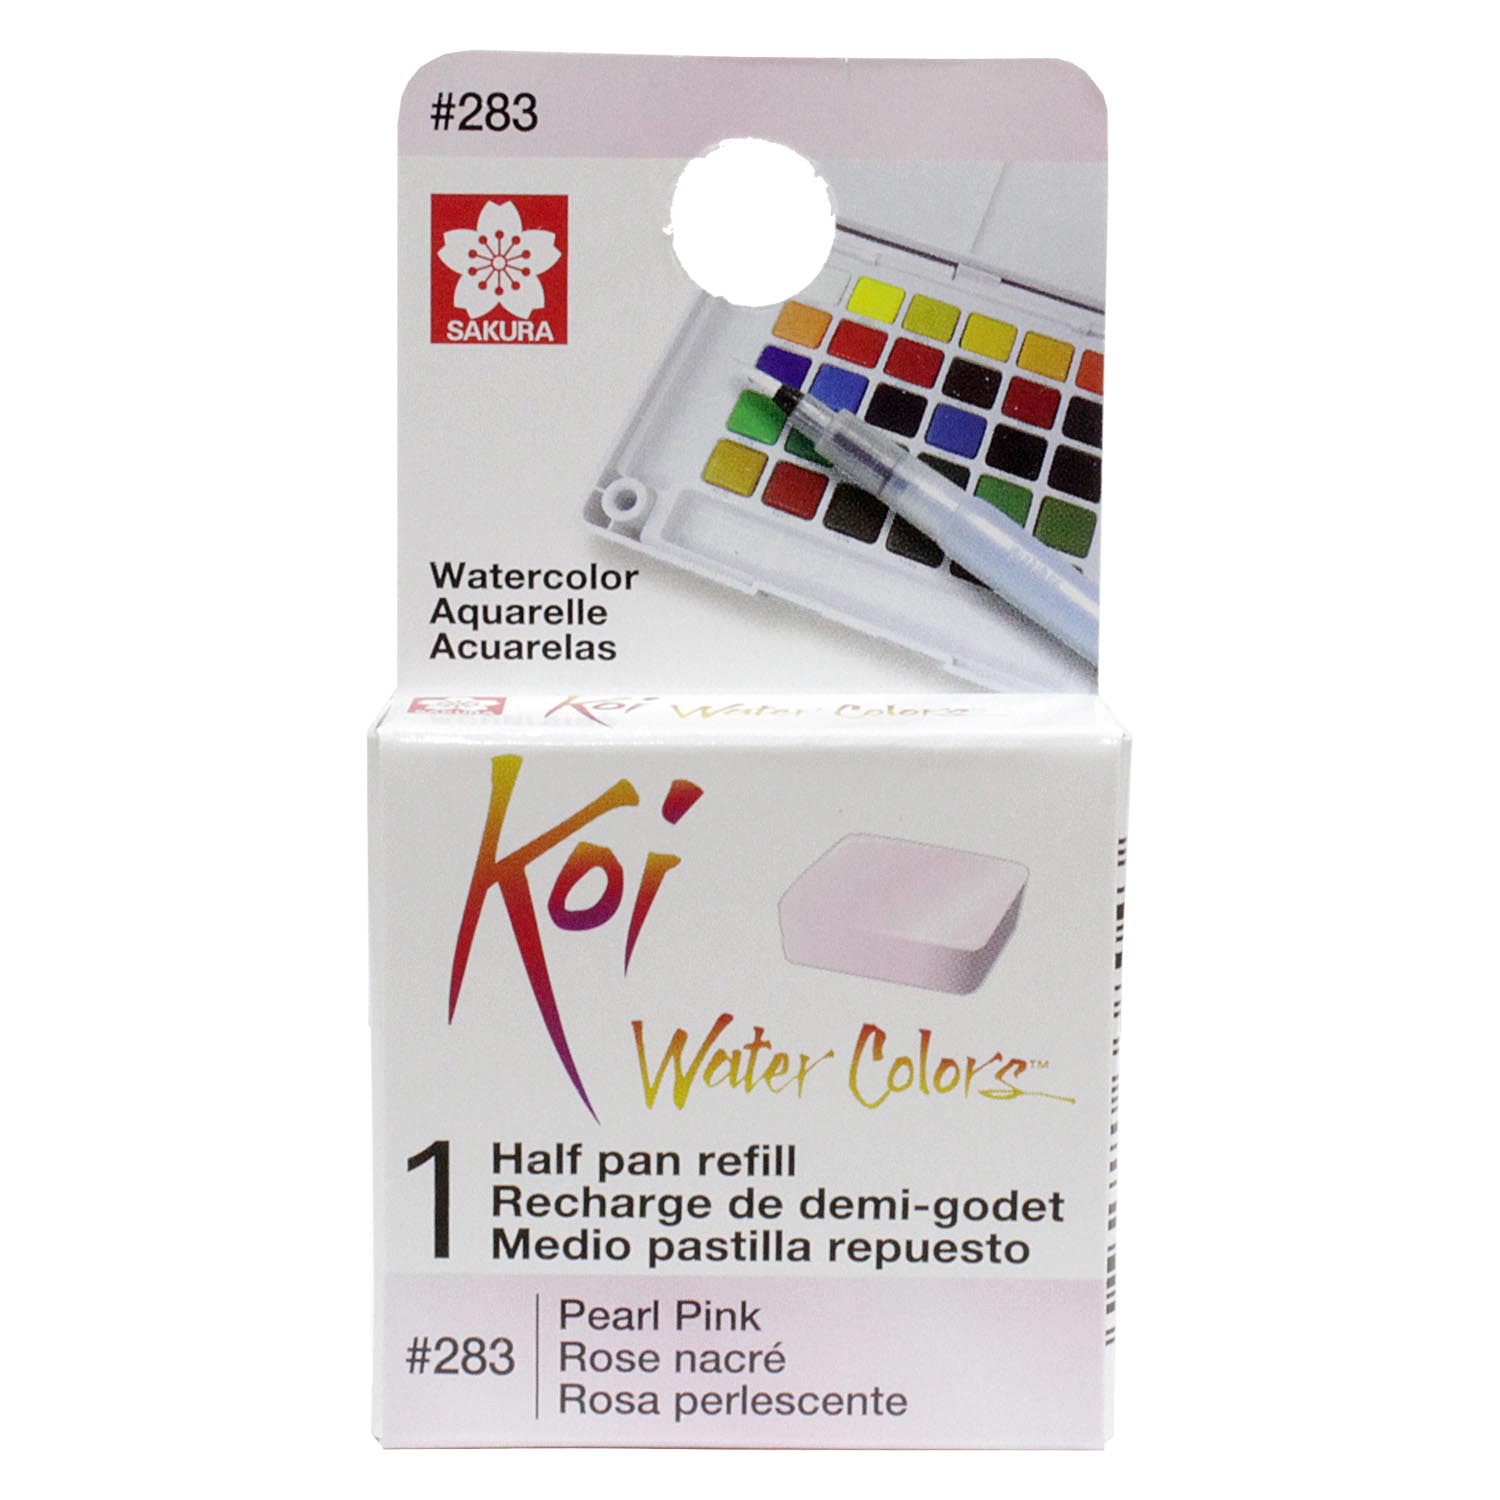 #283
SAKURA
Watercolor
Aquarelle
Acuarelas
SAKURA
Koi Water Colors
Koi
Water Colors™
1
Half pan refill
Recharge de demi-godet
Medio pastilla repuesto
#283
Pearl Pink
Rose nacré
Rosa perlescente